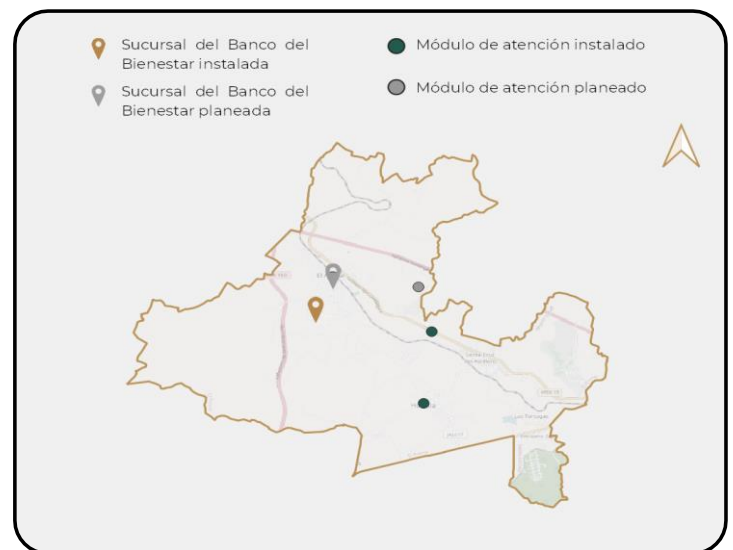 Sucursal del Banco del
Bienestar instalada
Sucursal del Banco del
Bienestar planeada
Módulo de atención instalado
Módulo de atención planeado